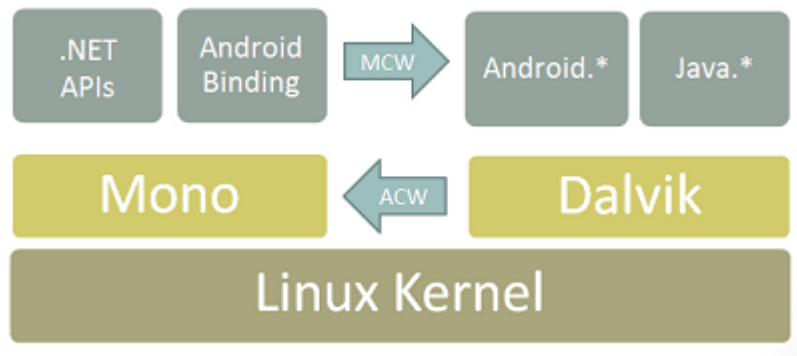 .NET
APIs
Android
Binding
MCW
Android.*
Java.*
Mono
ACW
Dalvik
Linux Kernel